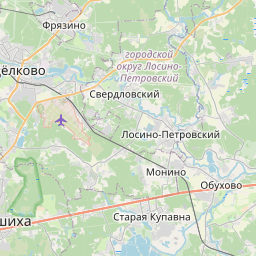 Фрязино
городской
округ Лосино-
Петровский
ёлково
Свердловский
Лосино-Петровский
Монино
Обухово
шиха
Старая Купавна